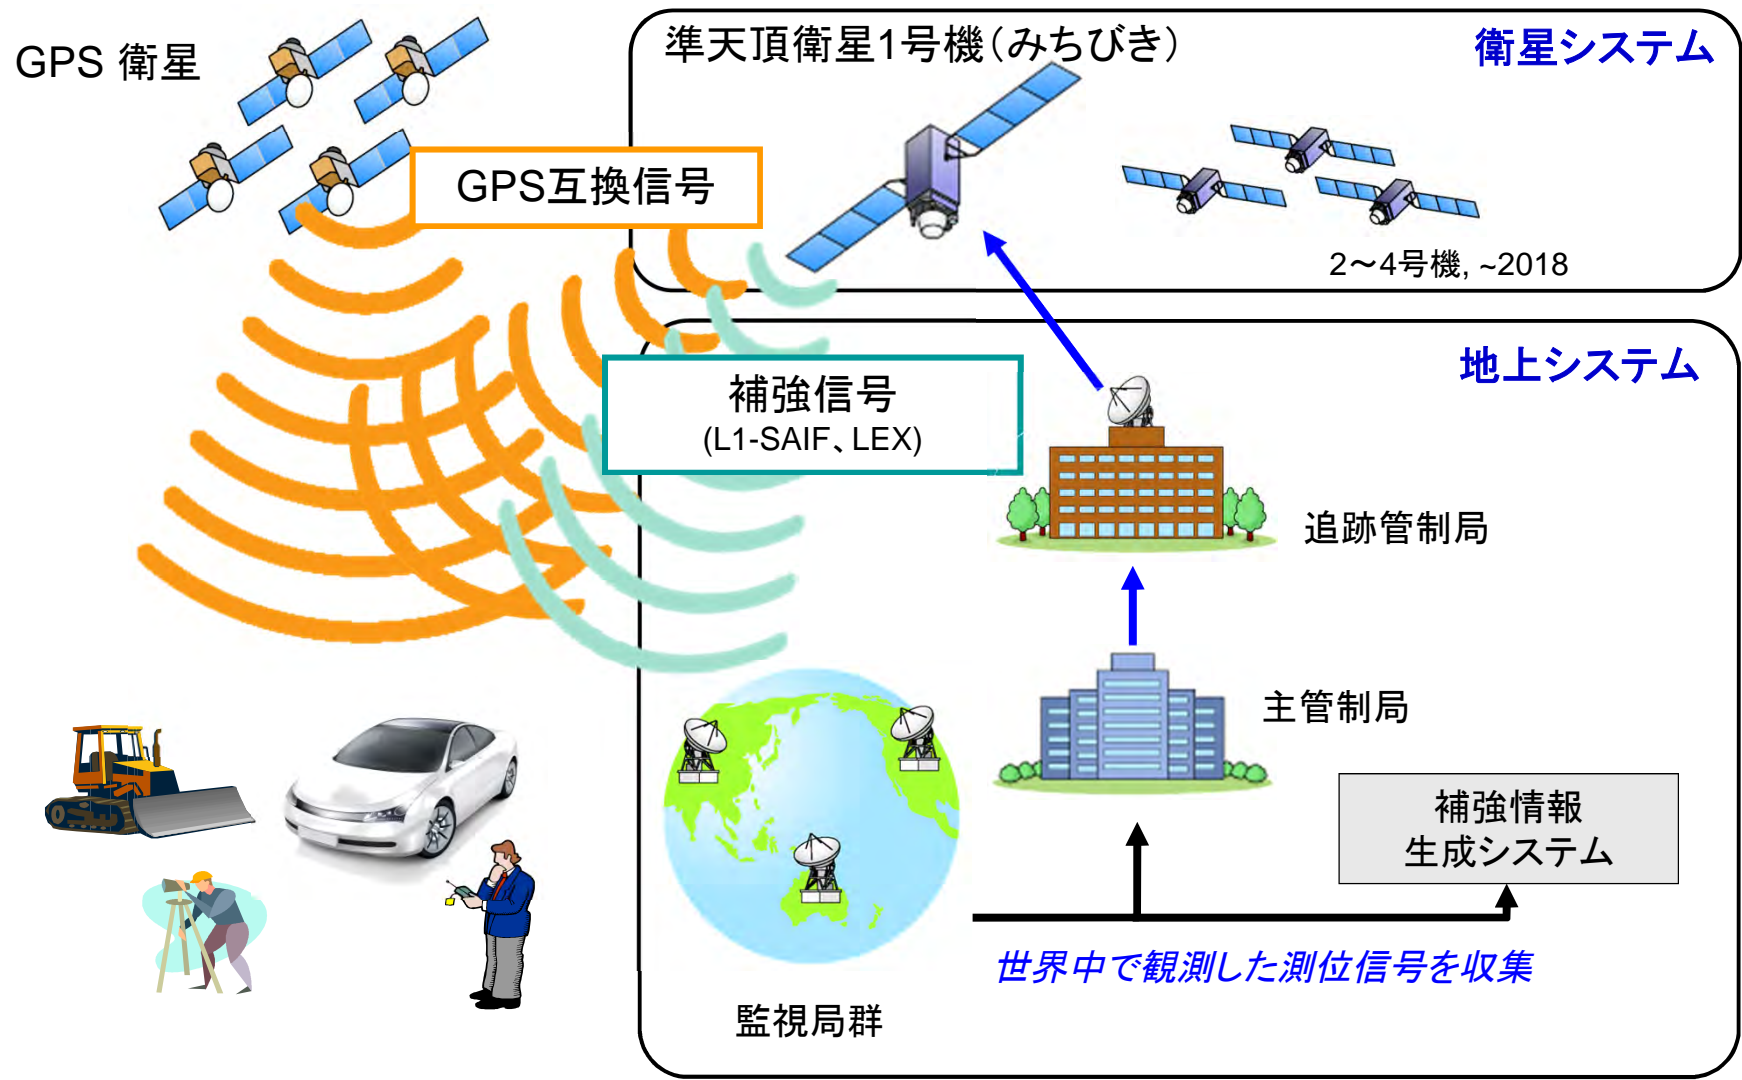 GPS 衛星
準天頂衛星1号機(みちびき)
衛星システム
GPS互換信号
2～4号機, ~2018
地上システム
補強信号
(L1-SAIF、LEX)
追跡管制局
主管制局
補強情報
生成システム
世界中で観測した測位信号を収集
監視局群